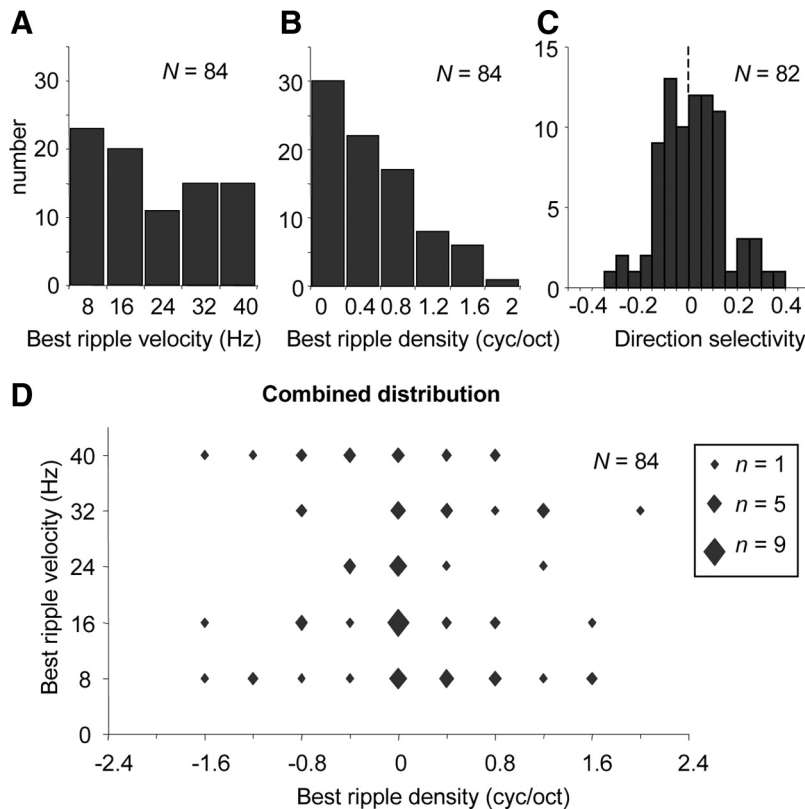 A
B
C
N = 84
N = 84
N = 82
number
30
20
10
0
30
20
10
0
15
10
5
0
8 16 24 32 40
0 0.4 0.8 1.2 1.6 2
-0.4 -0.2 0 0.2 0.4
Best ripple velocity (Hz)
Best ripple density (cyc/oct)
Direction selectivity
D
Combined distribution
Best ripple velocity (Hz)
40
32
24
16
8
0
N = 84
n = 1
n = 5
n = 9
-2.4 -1.6 -0.8 0 0.8 1.6 2.4
Best ripple density (cyc/oct)